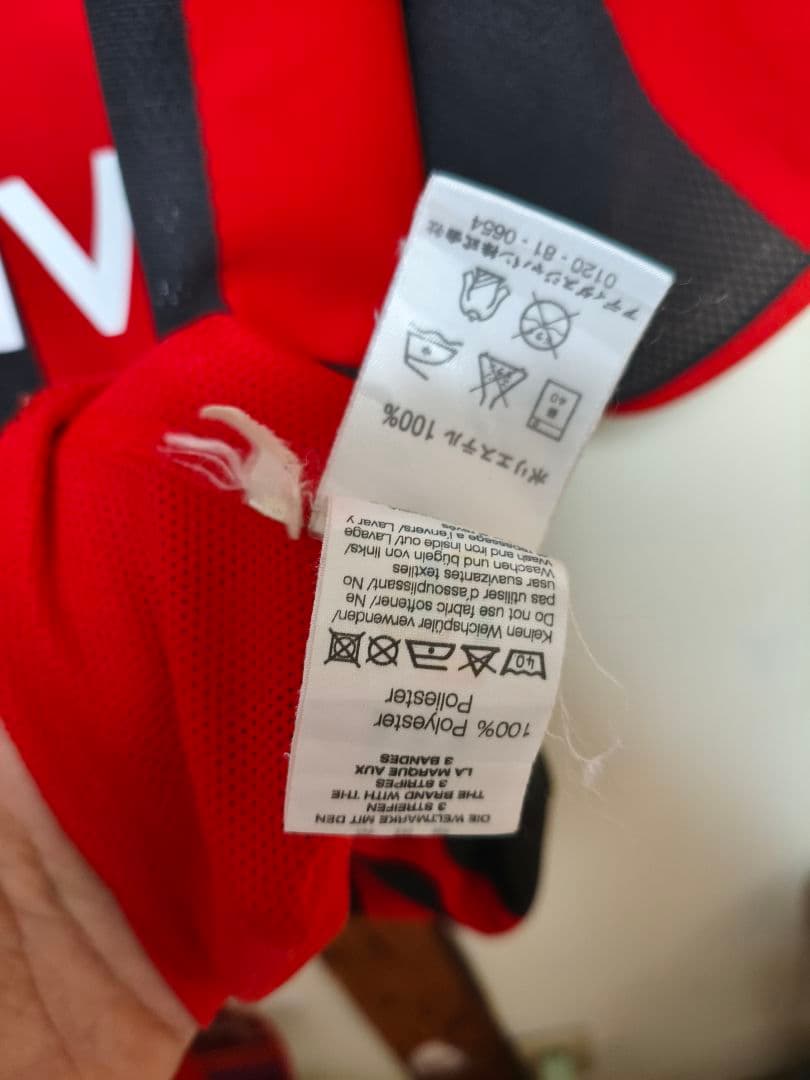 DIE WELTMARKE MIT DEN
3 STREIFEN
THE BRAND WITH THE
3 STRIPES
LA MARQUE AUX
3 BANDES
100% Polyester
Poliester
40
Keinen Weichspüler verwenden/
Do not use fabric softener/ Ne
pas utiliser d'assouplissant/ No
usar suavizantes textiles
Waschen und bügeln von links/
Wash and iron inside out/ Lavage
repassage à l'envers/ Lavar y
ポリエステル 100%
40
アディダスジャパン株式会社
0120-81-0654